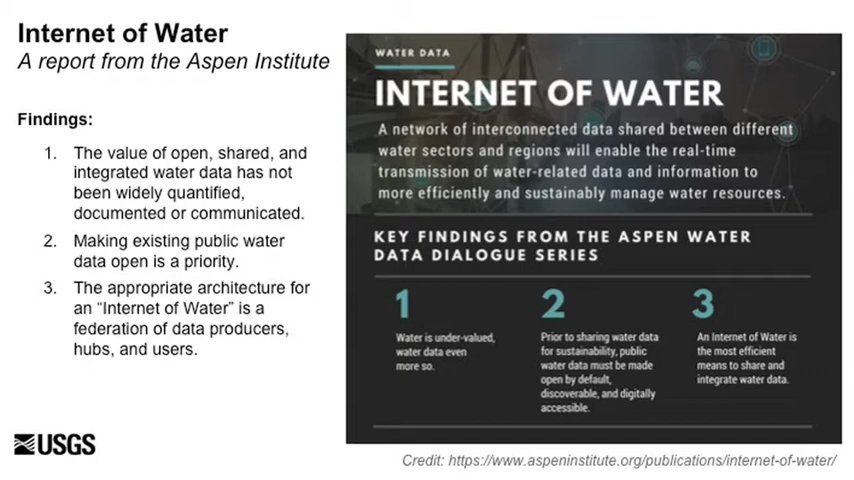 Internet of Water
A report from the Aspen Institute
Findings:
1. The value of open, shared, and
integrated water data has not
been widely quantified,
documented or communicated.
2. Making existing public water
data open is a priority.
3. The appropriate architecture for
an “Internet of Water” is a
federation of data producers,
hubs, and users.
USGS
WATER DATA
INTERNET OF WATER
A network of interconnected data shared between different
water sectors and regions will enable the real-time
transmission of water-related data and information to
more efficiently and sustainably manage water resources.
KEY FINDINGS FROM THE ASPEN WATER
DATA DIALOGUE SERIES
1
Water is under-valued,
water data even
more so.
2
Prior to sharing water data
for sustainability, public
water data must be made
open by default,
discoverable, and digitally
accessible.
3
An Internet of Water is
the most efficient
means to share and
integrate water data.
Credit: https://www.aspeninstitute.org/publications/internet-of-water/